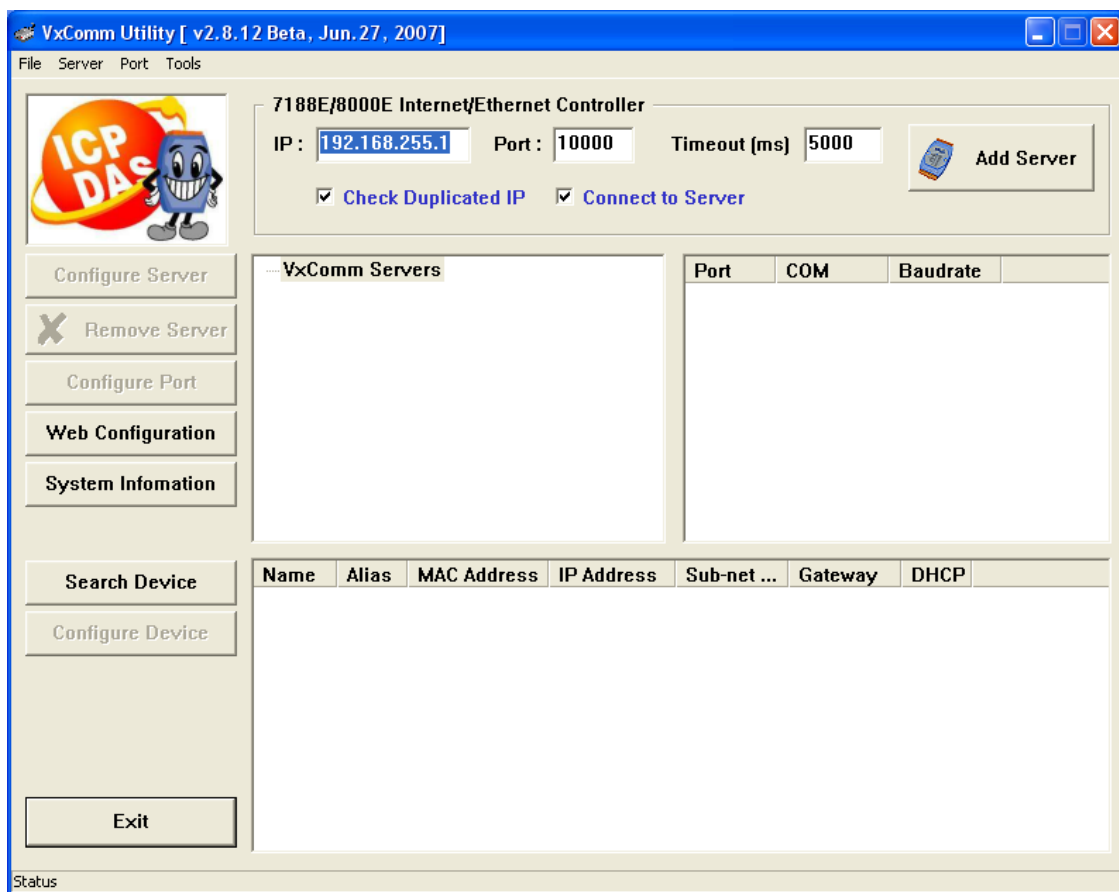 VxComm Utility [ v2.8.12 Beta, Jun.27, 2007]
File Server Port Tools
ICP DAS
7188E/8000E Internet/Ethernet Controller
IP : 192.168.255.1 Port : 10000 Timeout (ms) 5000
Add Server
Check Duplicated IP Connect to Server
Configure Server
Remove Server
Configure Port
Web Configuration
System Infomation
VxComm Servers
Port COM Baudrate
Search Device
Configure Device
Name Alias MAC Address IP Address Sub-net ... Gateway DHCP
Exit
Status